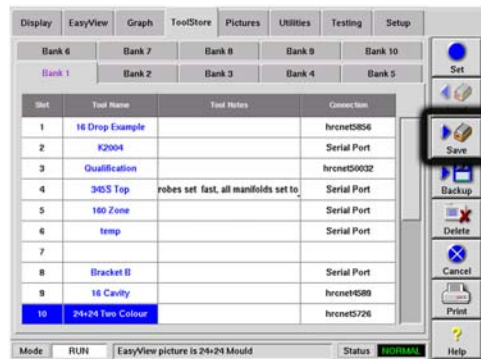 Display EasyView Graph ToolStore Pictures Utilities Testing Setup
Bank 6 Bank 7 Bank 8 Bank 9 Bank 10
Bank 1 Bank 2 Bank 3 Bank 4 Bank 5
Slot Tool Name Tool Notes Connection
1 16 Drop Example hrcnet5856
2 K2004 Serial Port
3 Qualification hrcnet50032
4 345S Top robes set fast, all manifolds set to_ Serial Port
5 160 Zone Serial Port
6 temp Serial Port
7
8 Bracket B Serial Port
9 16 Cavity hrcnet4589
10 24+24 Two Colour hrcnet5726
Set
Save
Backup
Delete
Cancel
Print
Help
Mode RUN EasyView picture is 24+24 Mould Status NORMAL